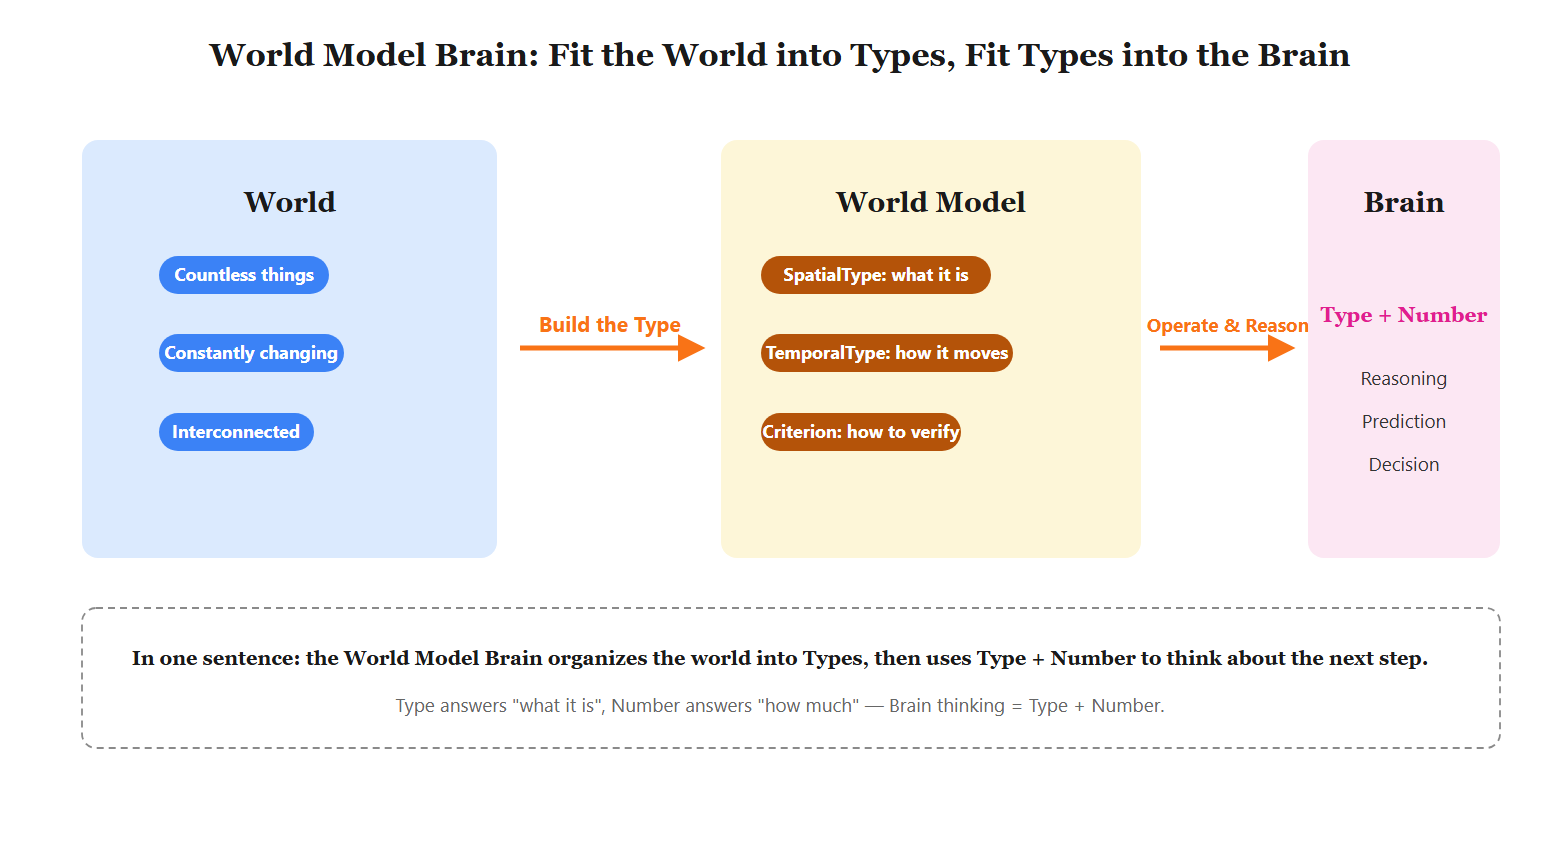 World Model Brain: Fit the World into Types, Fit Types into the Brain
World
Countless things
Constantly changing
Interconnected
Build the Type
World Model
SpatialType: what it is
TemporalType: how it moves
Criterion: how to verify
Operate & Reason
Brain
Type + Number
Reasoning
Prediction
Decision
In one sentence: the World Model Brain organizes the world into Types, then uses Type + Number to think about the next step.
Type answers "what it is", Number answers "how much" — Brain thinking = Type + Number.